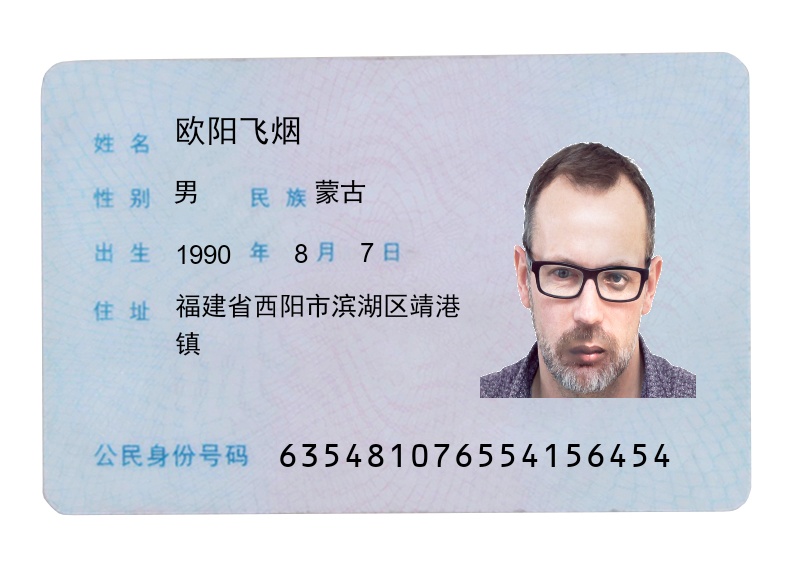 姓名 欧阳飞烟
性别 男 民族 蒙古
出生 1990 年 8 月 7 日
住址 福建省西阳市滨湖区靖港
镇
公民身份号码 635481076554156454